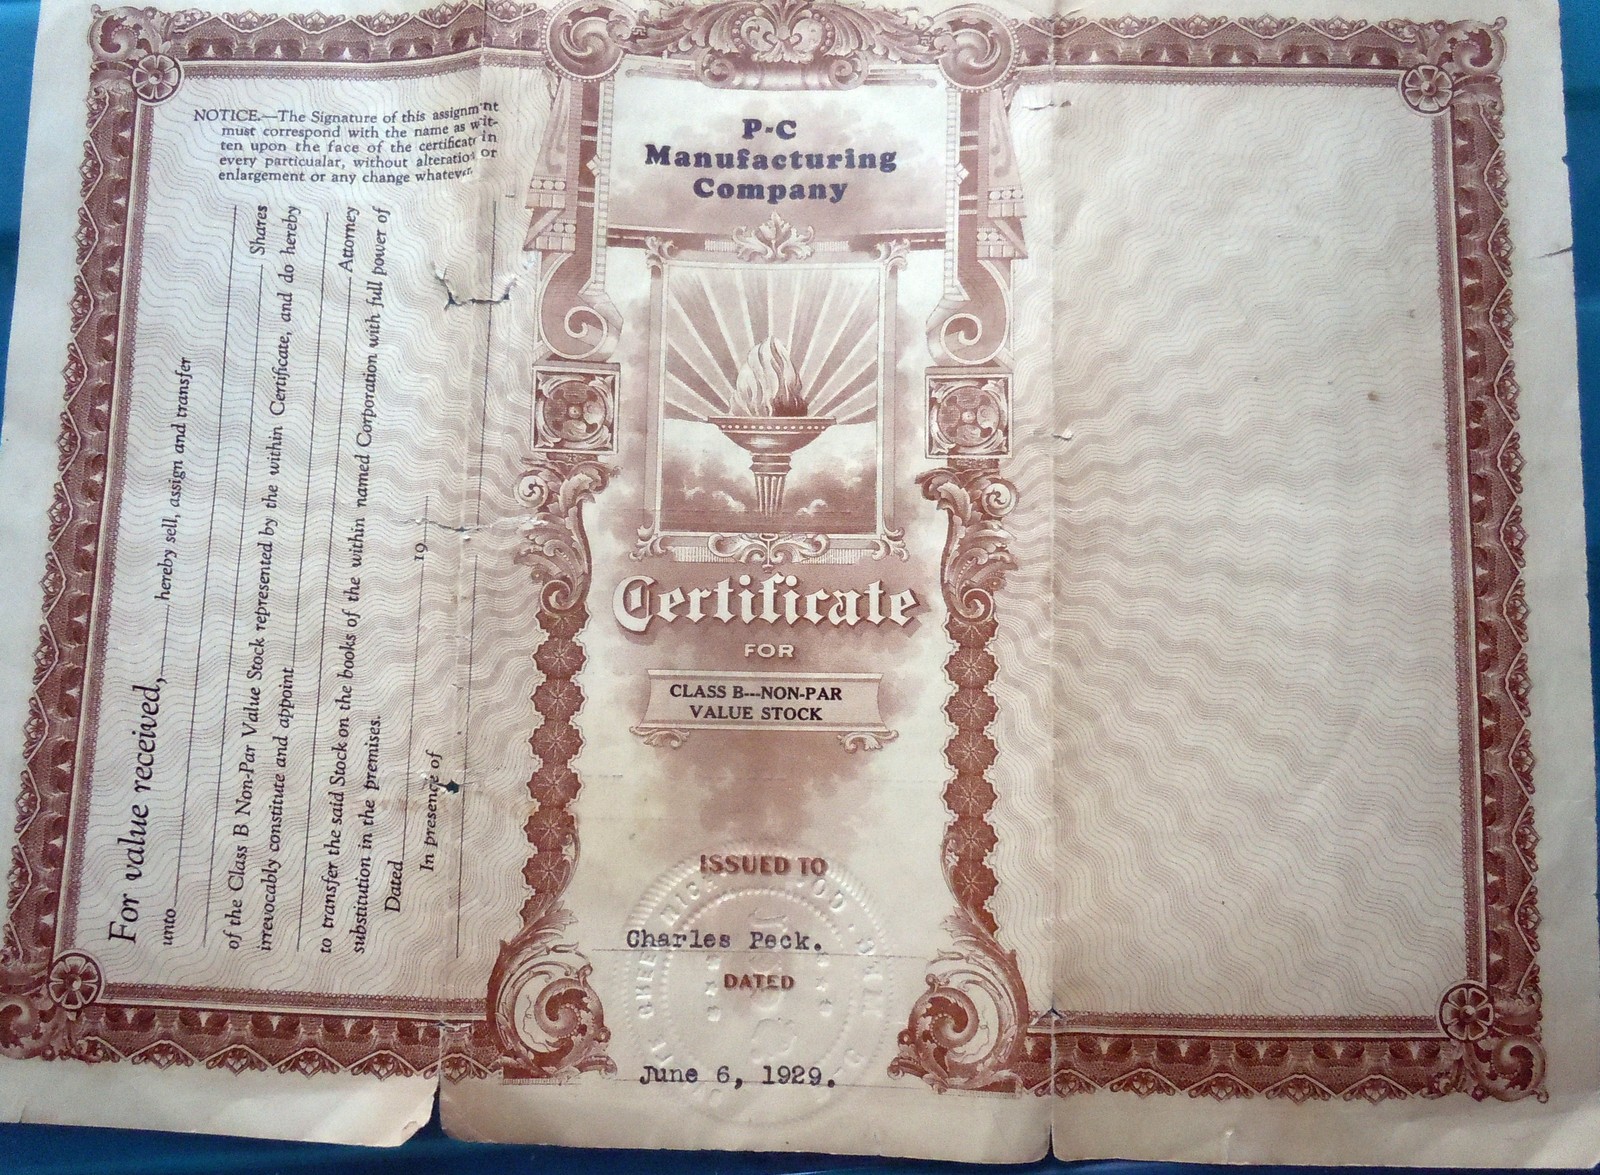 NOTICE.—The Signature of this assignment
must correspond with the name as writ-
ten upon the face of the certificate in
every particualar, without alteration or
enlargement or any change whatever.
For value received, hereby sell, assign and transfer
unto
Shares
of the Class B Non-Par Value Stock represented by the within Certificate, and do hereby
irrevocably constitute and appoint
Attorney
to transfer the said Stock on the books of the within named Corporation with full power of
substitution in the premises.
Dated 19
In presence of
P-C
Manufacturing
Company
Certificate
FOR
CLASS B---NON-PAR
VALUE STOCK
ISSUED TO
Charles Peck.
DATED
June 6, 1929.